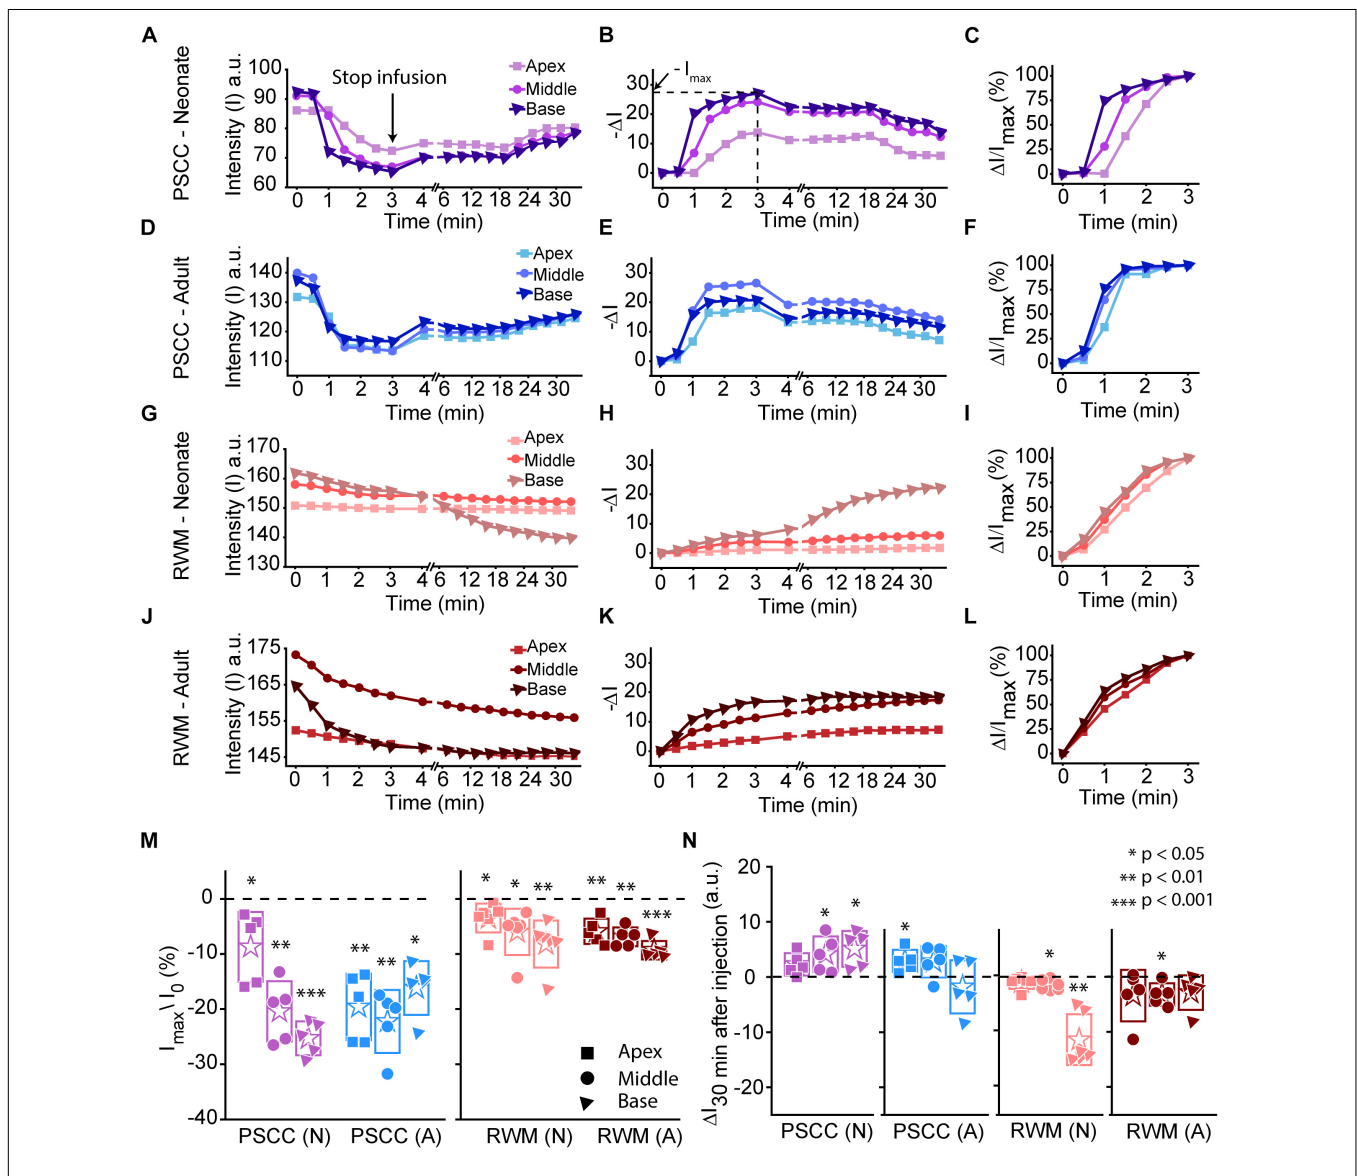 A
B
C
PSCC - Neonate
Intensity (I) a.u.
100
90
80
70
60
Stop infusion
Apex
Middle
Base
0 1 2 3 4 6 12 18 24 30
Time (min)
-ΔI
30
20
10
0
- Imax
0 1 2 3 4 6 12 18 24 30
Time (min)
ΔI/Imax (%)
100
75
50
25
0
0 1 2 3
Time (min)
D
E
F
PSCC - Adult
Intensity (I) a.u.
140
130
120
110
Apex
Middle
Base
0 1 2 3 4 6 12 18 24 30
Time (min)
-ΔI
30
20
10
0
0 1 2 3 4 6 12 18 24 30
Time (min)
ΔI/Imax (%)
100
75
50
25
0
0 1 2 3
Time (min)
G
H
I
RWM - Neonate
Intensity (I) a.u.
170
160
150
140
130
Apex
Middle
Base
0 1 2 3 4 6 12 18 24 30
Time (min)
-ΔI
30
20
10
0
0 1 2 3 4 6 12 18 24 30
Time (min)
ΔI/Imax (%)
100
75
50
25
0
0 1 2 3
Time (min)
J
K
L
RWM - Adult
Intensity (I) a.u.
175
165
155
145
Apex
Middle
Base
0 1 2 3 4 6 12 18 24 30
Time (min)
-ΔI
30
20
10
0
0 1 2 3 4 6 12 18 24 30
Time (min)
ΔI/Imax (%)
100
75
50
25
0
0 1 2 3
Time (min)
M
Imax\I0 (%)
0
-10
-20
-30
-40
* ** ***
** ** *
* * **
** ** ***
Apex
Middle
Base
PSCC (N) PSCC (A) RWM (N) RWM (A)
N
ΔI30 min after injection (a.u.)
20
10
0
-10
-20
* *
*
* **
*
* p < 0.05
** p < 0.01
*** p < 0.001
PSCC (N) PSCC (A) RWM (N) RWM (A)